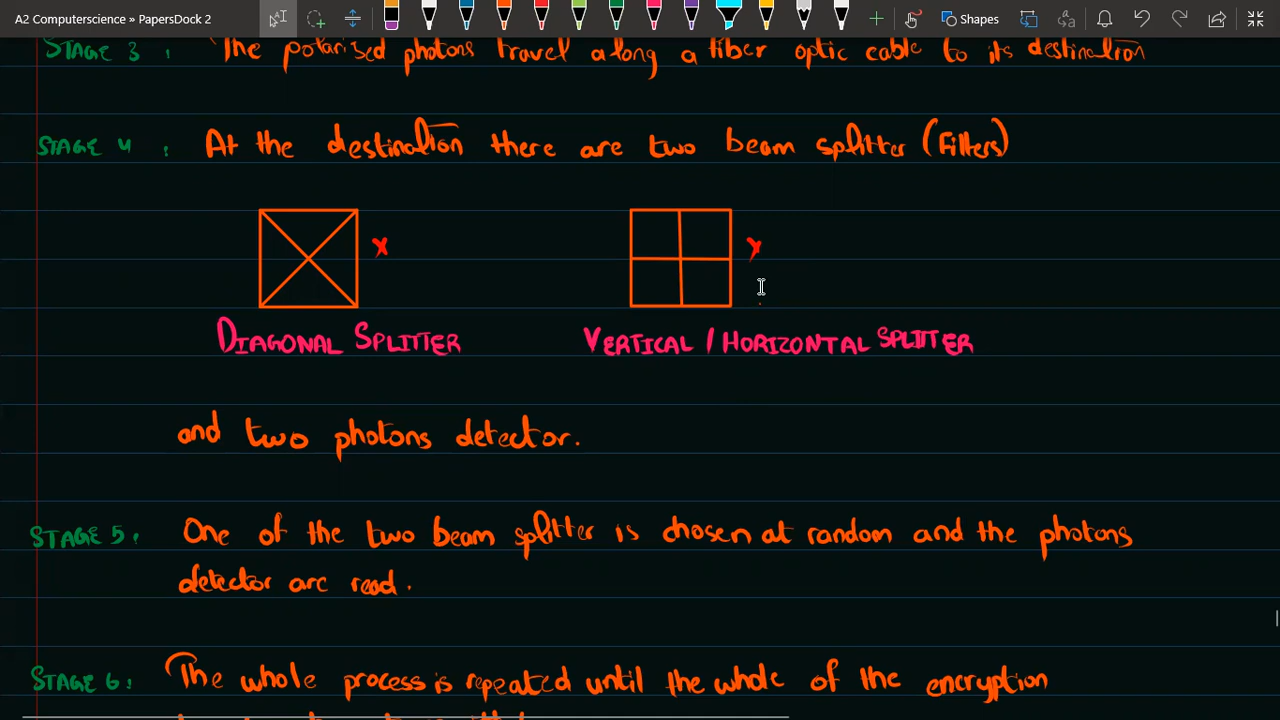 A2 Computerscience » PapersDock 2
Shapes
STAGE 3 : The polarised photons travel along a fiber optic cable to its destination
STAGE 4 : At the destination there are two beam splitter (Filters)
x
x
DIAGONAL SPLITTER
VERTICAL / HORIZONTAL SPLITTER
and two photons detector.
STAGE 5: One of the two beam splitter is chosen at random and the photons
detector are read.
STAGE 6: The whole process is repeated until the whole of the encryption